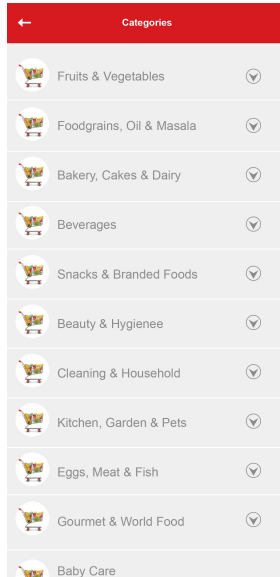 Categories
Fruits & Vegetables
Foodgrains, Oil & Masala
Bakery, Cakes & Dairy
Beverages
Snacks & Branded Foods
Beauty & Hygienee
Cleaning & Household
Kitchen, Garden & Pets
Eggs, Meat & Fish
Gourmet & World Food
Baby Care